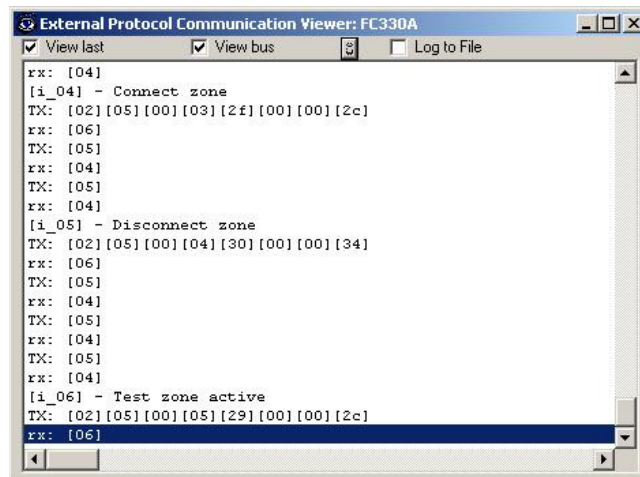 External Protocol Communication Viewer: FC330A
View last View bus Log to File
rx: [04]
[i_04] - Connect zone
TX: [02][05][00][03][2f][00][00][2c]
rx: [06]
TX: [05]
rx: [04]
TX: [05]
rx: [04]
[i_05] - Disconnect zone
TX: [02][05][00][04][30][00][00][34]
rx: [06]
TX: [05]
rx: [04]
TX: [05]
rx: [04]
TX: [05]
rx: [04]
[i_06] - Test zone active
TX: [02][05][00][05][29][00][00][2c]
rx: [06]